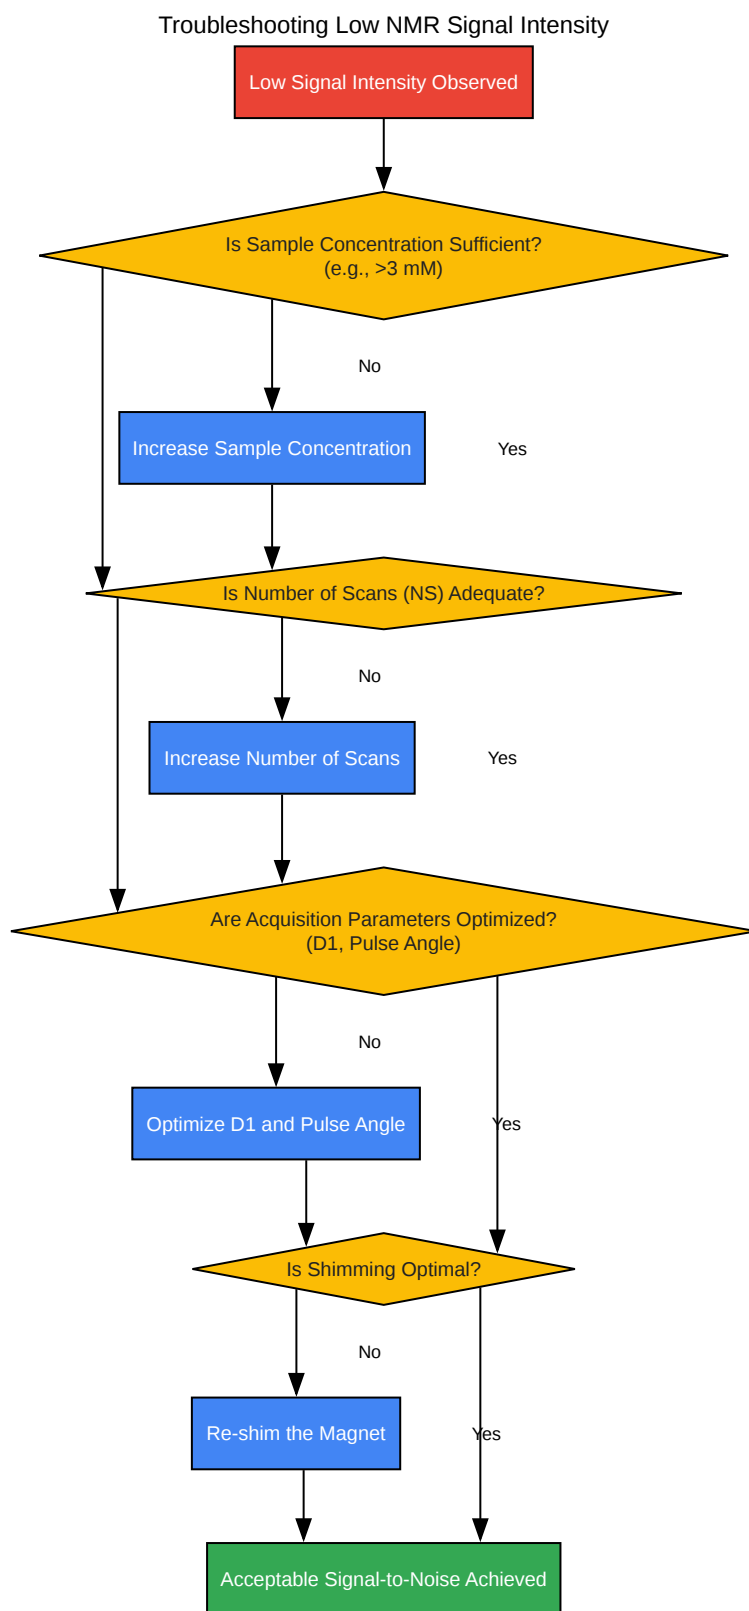 Troubleshooting Low NMR Signal Intensity
Low Signal Intensity Observed
Is Sample Concentration Sufficient?
(e.g., >3 mM)
No
Increase Sample Concentration
Yes
Is Number of Scans (NS) Adequate?
No
Increase Number of Scans
Yes
Are Acquisition Parameters Optimized?
(D1, Pulse Angle)
No
Optimize D1 and Pulse Angle
Yes
Is Shimming Optimal?
No
Re-shim the Magnet
Yes
Acceptable Signal-to-Noise Achieved